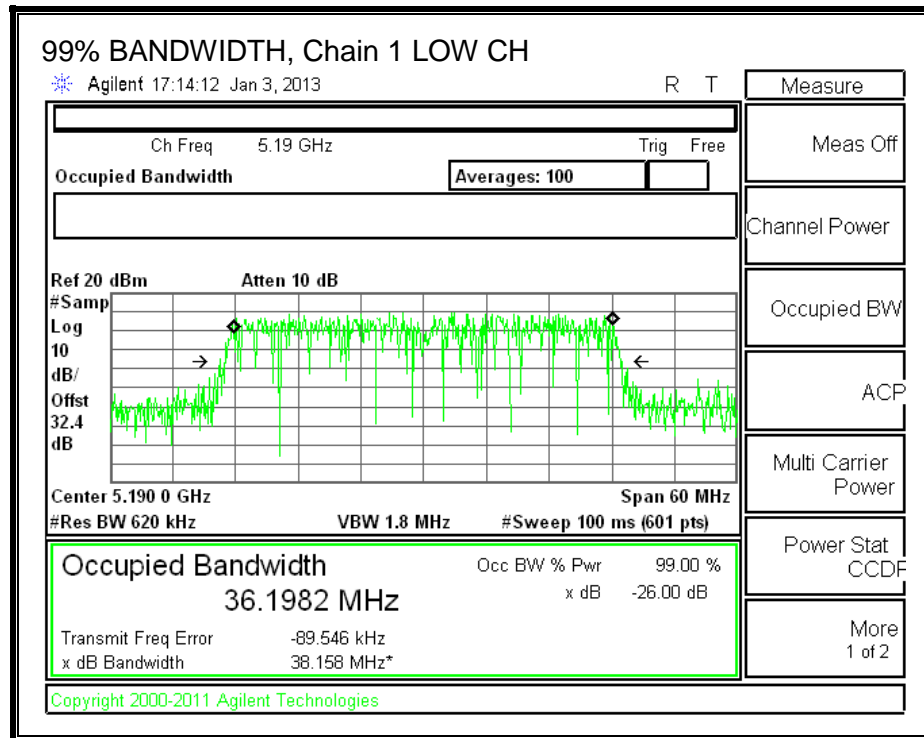 99% BANDWIDTH, Chain 1 LOW CH
Agilent 17:14:12 Jan 3, 2013 R T
Measure
Ch Freq 5.19 GHz Trig Free
Meas Off
Occupied Bandwidth Averages: 100
Channel Power
Ref 20 dBm Atten 10 dB
#Samp
Log
10
dB/
Offst
32.4
dB
Occupied BW
ACP
Multi Carrier
Power
Center 5.190 0 GHz Span 60 MHz
#Res BW 620 kHz VBW 1.8 MHz #Sweep 100 ms (601 pts)
Power Stat
CCDF
Occupied Bandwidth Occ BW % Pwr 99.00 %
36.1982 MHz x dB -26.00 dB
Transmit Freq Error -89.546 kHz
x dB Bandwidth 38.158 MHz*
More
1 of 2
Copyright 2000-2011 Agilent Technologies